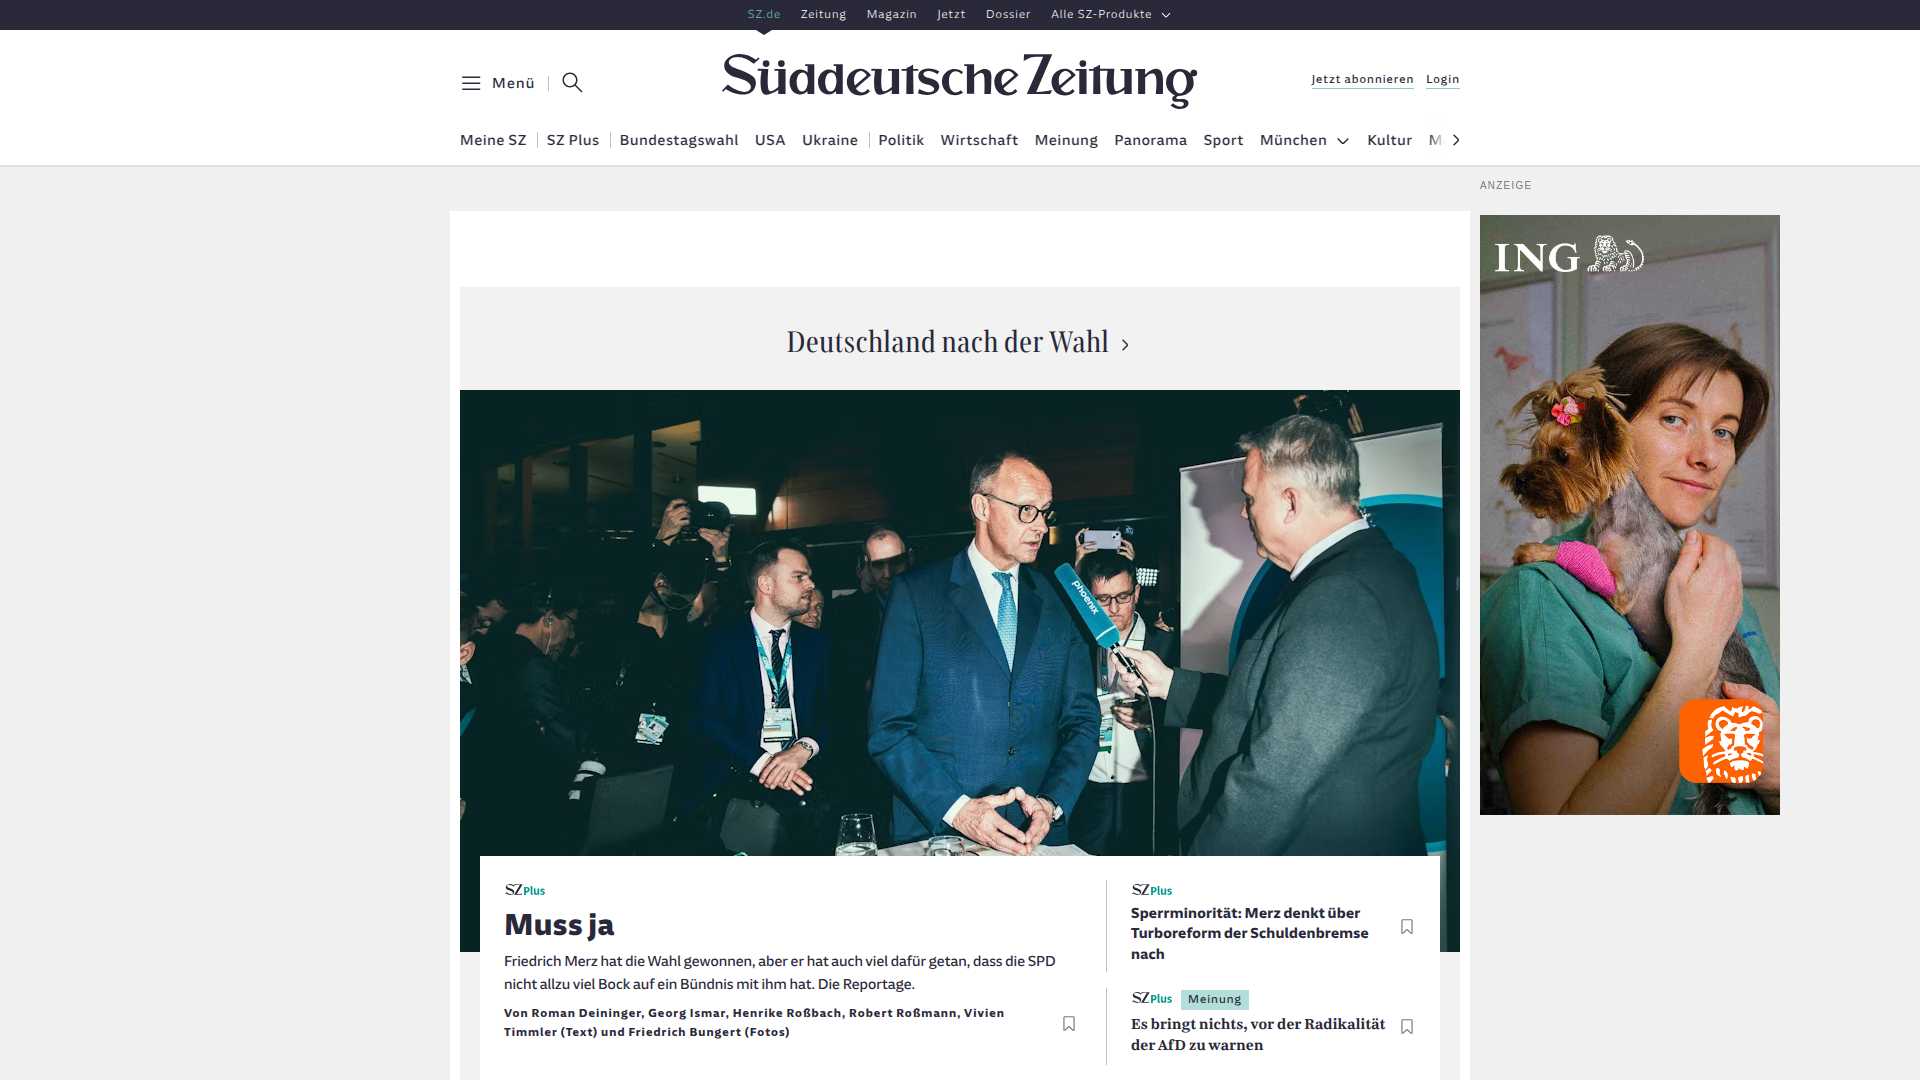 SZ.de Zeitung Magazin Jetzt Dossier Alle SZ-Produkte
Menü
Süddeutsche Zeitung
Jetzt abonnieren Login
Meine SZ SZ Plus Bundestagswahl USA Ukraine Politik Wirtschaft Meinung Panorama Sport München Kultur M
ANZEIGE
ING
Deutschland nach der Wahl
phoenix
SZ Plus
Muss ja
Friedrich Merz hat die Wahl gewonnen, aber er hat auch viel dafür getan, dass die SPD
nicht allzu viel Bock auf ein Bündnis mit ihm hat. Die Reportage.
Von Roman Deininger, Georg Ismar, Henrike Roßbach, Robert Roßmann, Vivien
Timmler (Text) und Friedrich Bungert (Fotos)
SZ Plus
Sperrminorität: Merz denkt über
Turboreform der Schuldenbremse
nach
SZ Plus Meinung
Es bringt nichts, vor der Radikalität
der AfD zu warnen